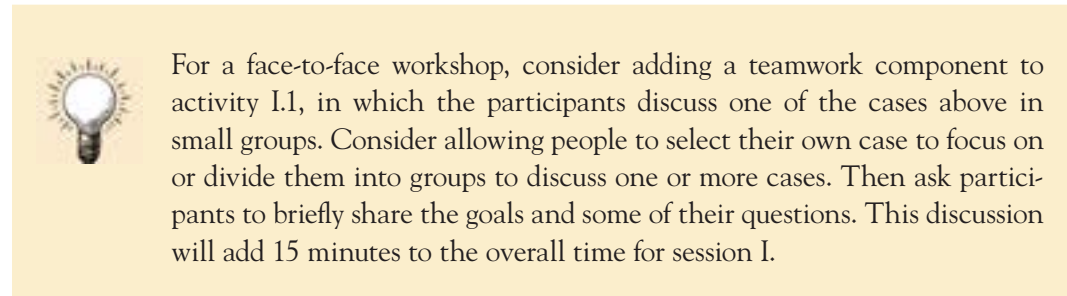 For a face-to-face workshop, consider adding a teamwork component to
activity I.1, in which the participants discuss one of the cases above in
small groups. Consider allowing people to select their own case to focus on
or divide them into groups to discuss one or more cases. Then ask partici-
pants to briefly share the goals and some of their questions. This discussion
will add 15 minutes to the overall time for session I.